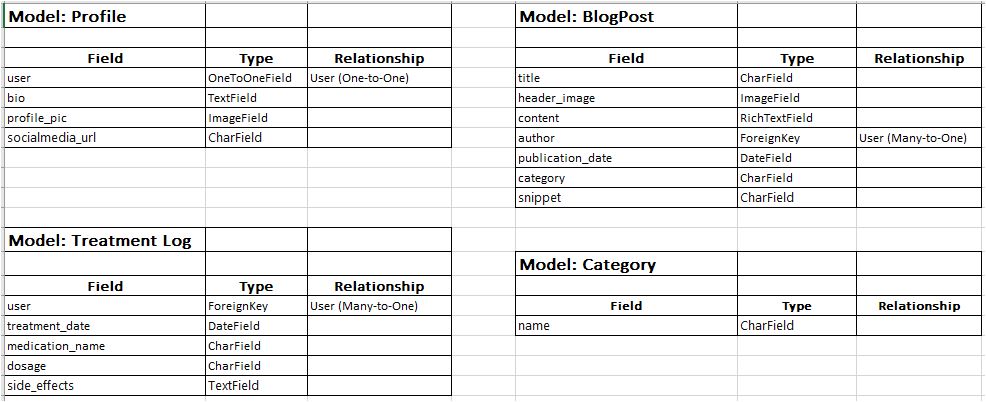 Model: Profile
Field Type Relationship
user OneToOneField User (One-to-One)
bio TextField
profile_pic ImageField
socialmedia_url CharField
Model: BlogPost
Field Type Relationship
title CharField
header_image ImageField
content RichTextField
author ForeignKey User (Many-to-One)
publication_date DateField
category CharField
snippet CharField
Model: Treatment Log
Field Type Relationship
user ForeignKey User (Many-to-One)
treatment_date DateField
medication_name CharField
dosage CharField
side_effects TextField
Model: Category
Field Type Relationship
name CharField